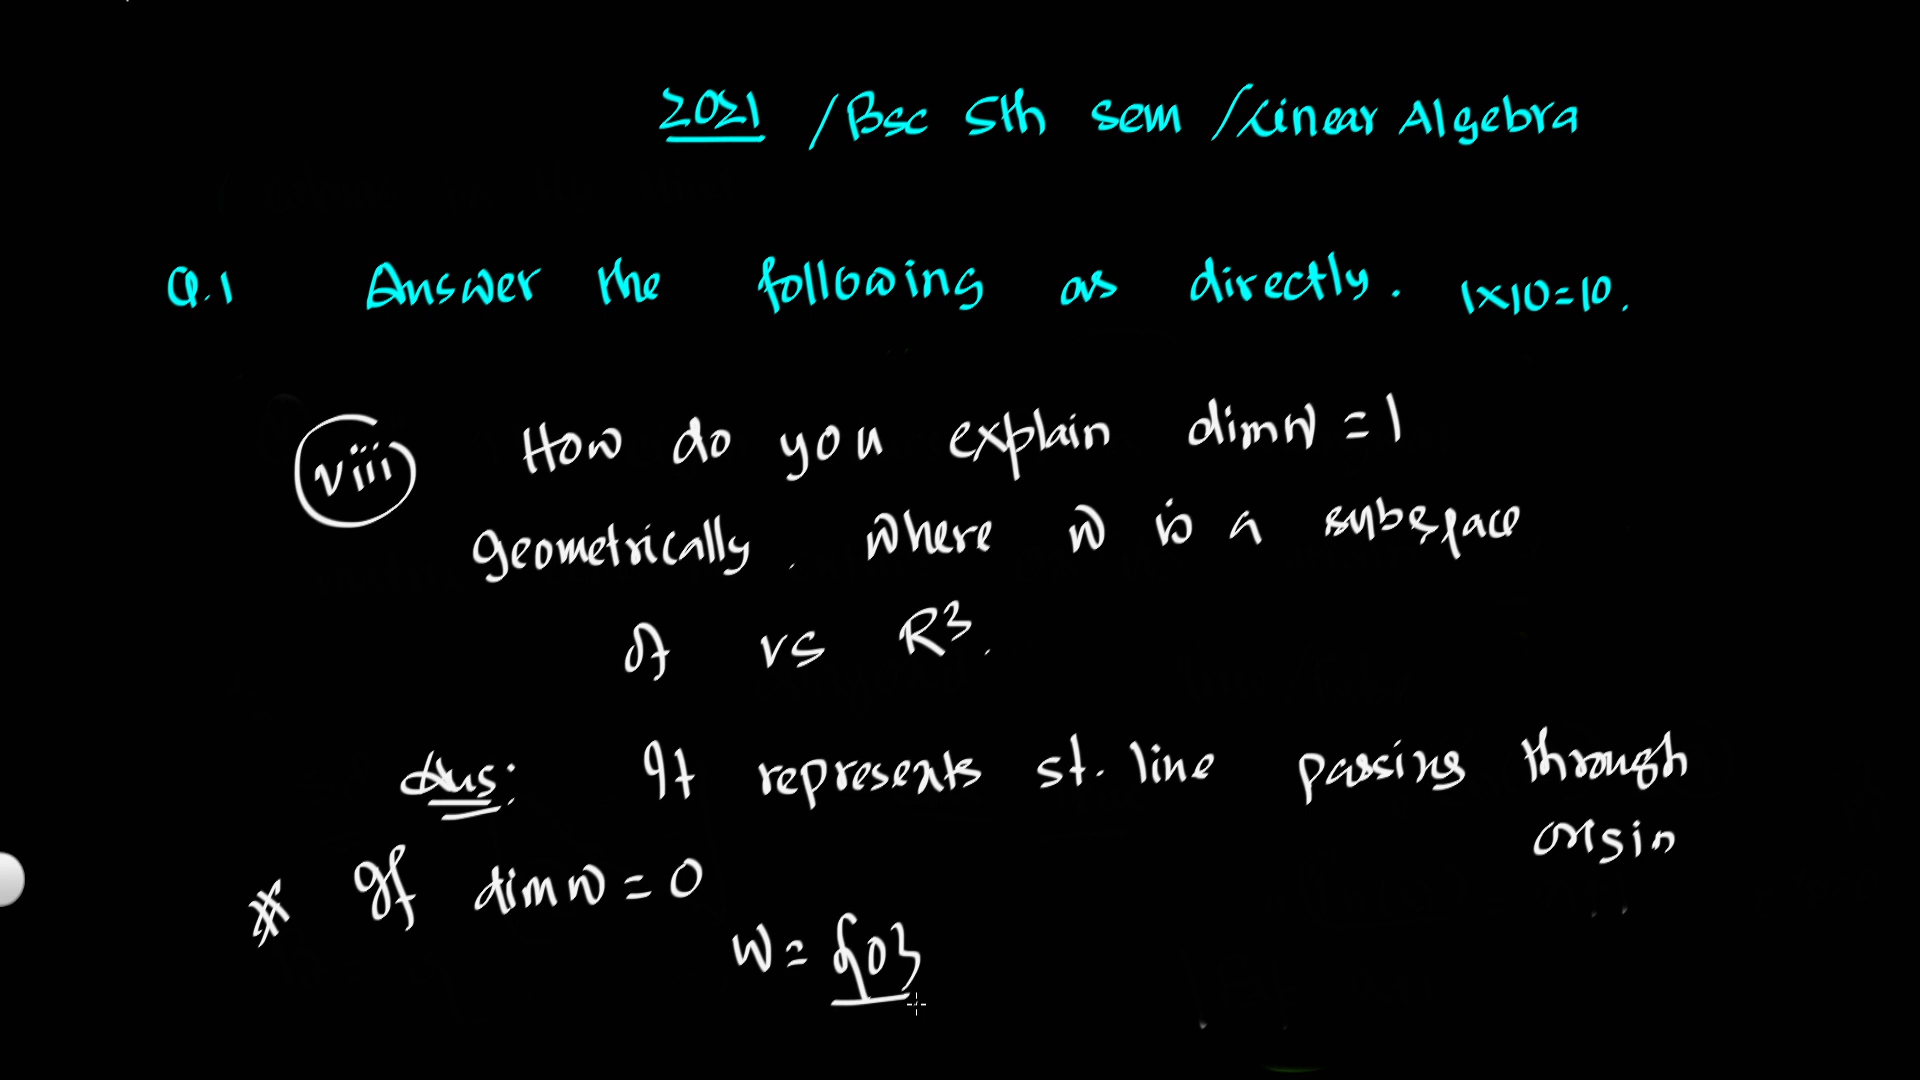 2021 /Bsc 5th sem /Linear Algebra
Q.1 Answer the following as directly. 1x10=10.
viii How do you explain dimW = 1
geometrically. where W is a subspace
of vs R3.
Ans: It represents st. line passing through
origin
* If dimW = 0
W = {0}